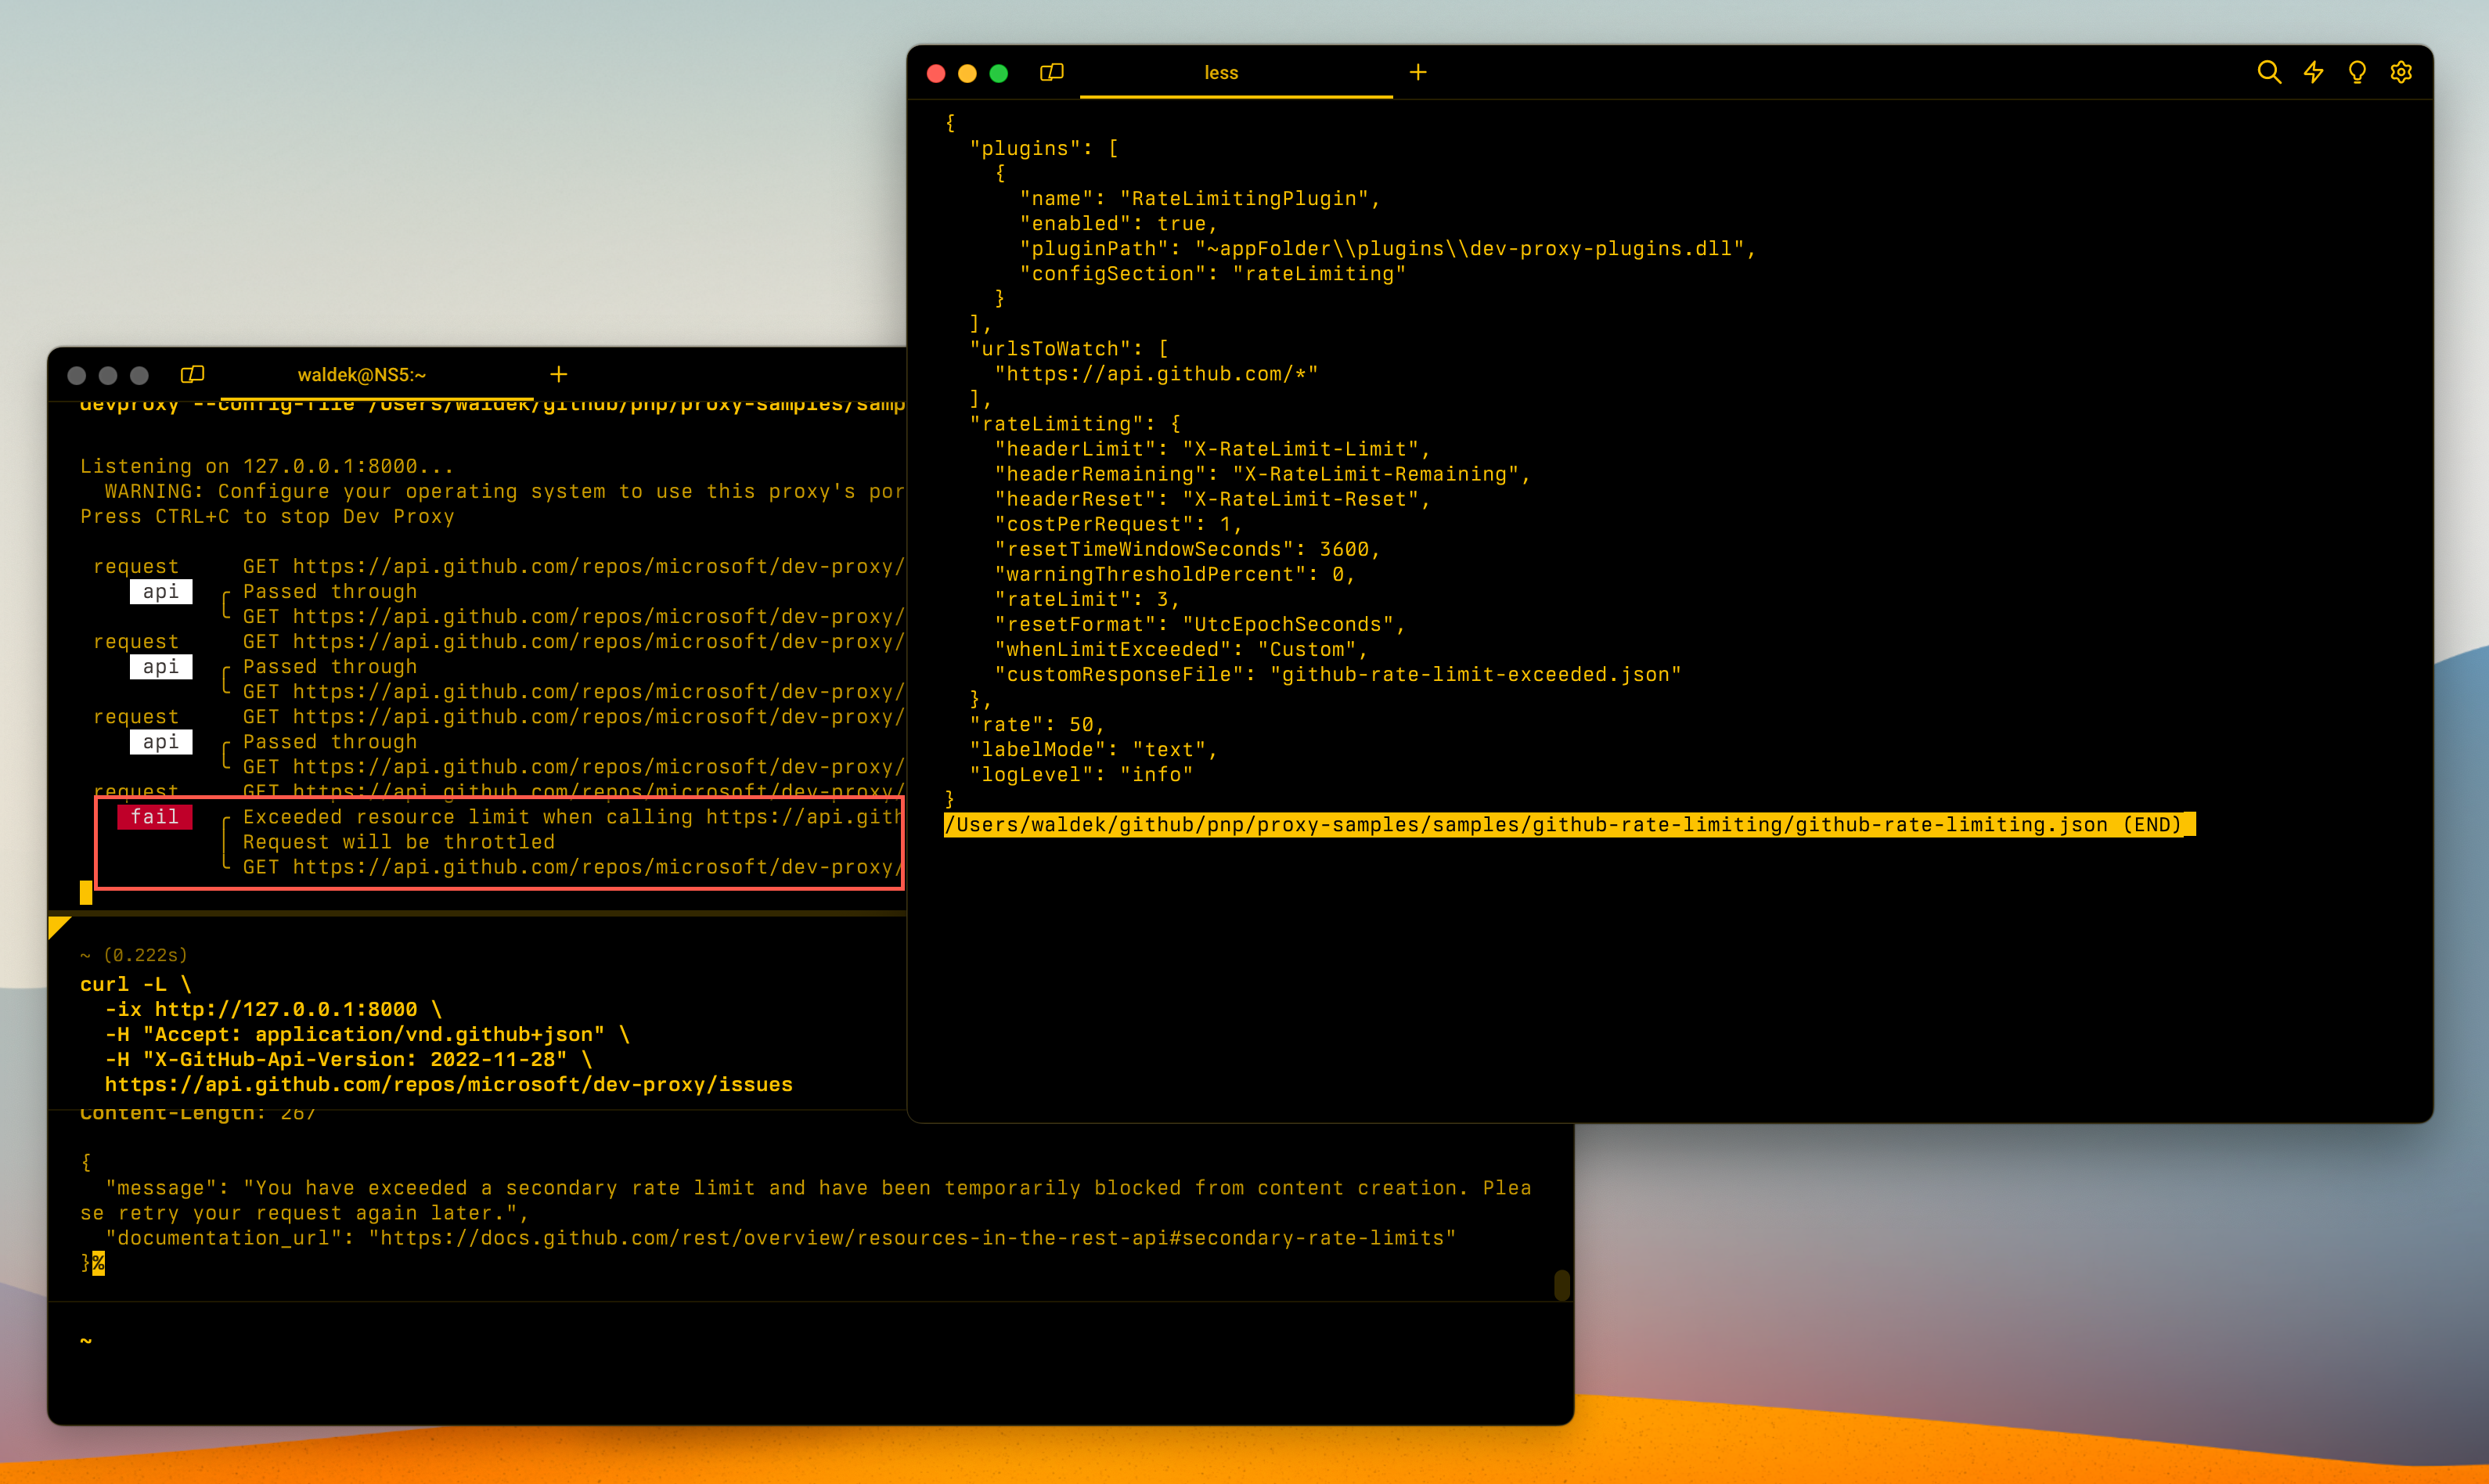 less
{
  "plugins": [
    {
      "name": "RateLimitingPlugin",
      "enabled": true,
      "pluginPath": "~appFolder\\plugins\\dev-proxy-plugins.dll",
      "configSection": "rateLimiting"
    }
  ],
  "urlsToWatch": [
    "https://api.github.com/*"
  ],
  "rateLimiting": {
    "headerLimit": "X-RateLimit-Limit",
    "headerRemaining": "X-RateLimit-Remaining",
    "headerReset": "X-RateLimit-Reset",
    "costPerRequest": 1,
    "resetTimeWindowSeconds": 3600,
    "warningThresholdPercent": 0,
    "rateLimit": 3,
    "resetFormat": "UtcEpochSeconds",
    "whenLimitExceeded": "Custom",
    "customResponseFile": "github-rate-limit-exceeded.json"
  },
  "rate": 50,
  "labelMode": "text",
  "logLevel": "info"
}
/Users/waldek/github/pnp/proxy-samples/samples/github-rate-limiting/github-rate-limiting.json (END)
waldek@NS5:~
devproxy --config-file /Users/waldek/github/pnp/proxy-samples/samp
Listening on 127.0.0.1:8000...
  WARNING: Configure your operating system to use this proxy's por
Press CTRL+C to stop Dev Proxy
request GET https://api.github.com/repos/microsoft/dev-proxy/
api Passed through
GET https://api.github.com/repos/microsoft/dev-proxy/
request GET https://api.github.com/repos/microsoft/dev-proxy/
api Passed through
GET https://api.github.com/repos/microsoft/dev-proxy/
request GET https://api.github.com/repos/microsoft/dev-proxy/
api Passed through
GET https://api.github.com/repos/microsoft/dev-proxy/
request GET https://api.github.com/repos/microsoft/dev-proxy/
fail Exceeded resource limit when calling https://api.gith
Request will be throttled
GET https://api.github.com/repos/microsoft/dev-proxy/
~ (0.222s)
curl -L \
  -ix http://127.0.0.1:8000 \
  -H "Accept: application/vnd.github+json" \
  -H "X-GitHub-Api-Version: 2022-11-28" \
  https://api.github.com/repos/microsoft/dev-proxy/issues
Content-Length: 267
{
  "message": "You have exceeded a secondary rate limit and have been temporarily blocked from content creation. Plea
se retry your request again later.",
  "documentation_url": "https://docs.github.com/rest/overview/resources-in-the-rest-api#secondary-rate-limits"
}%
~